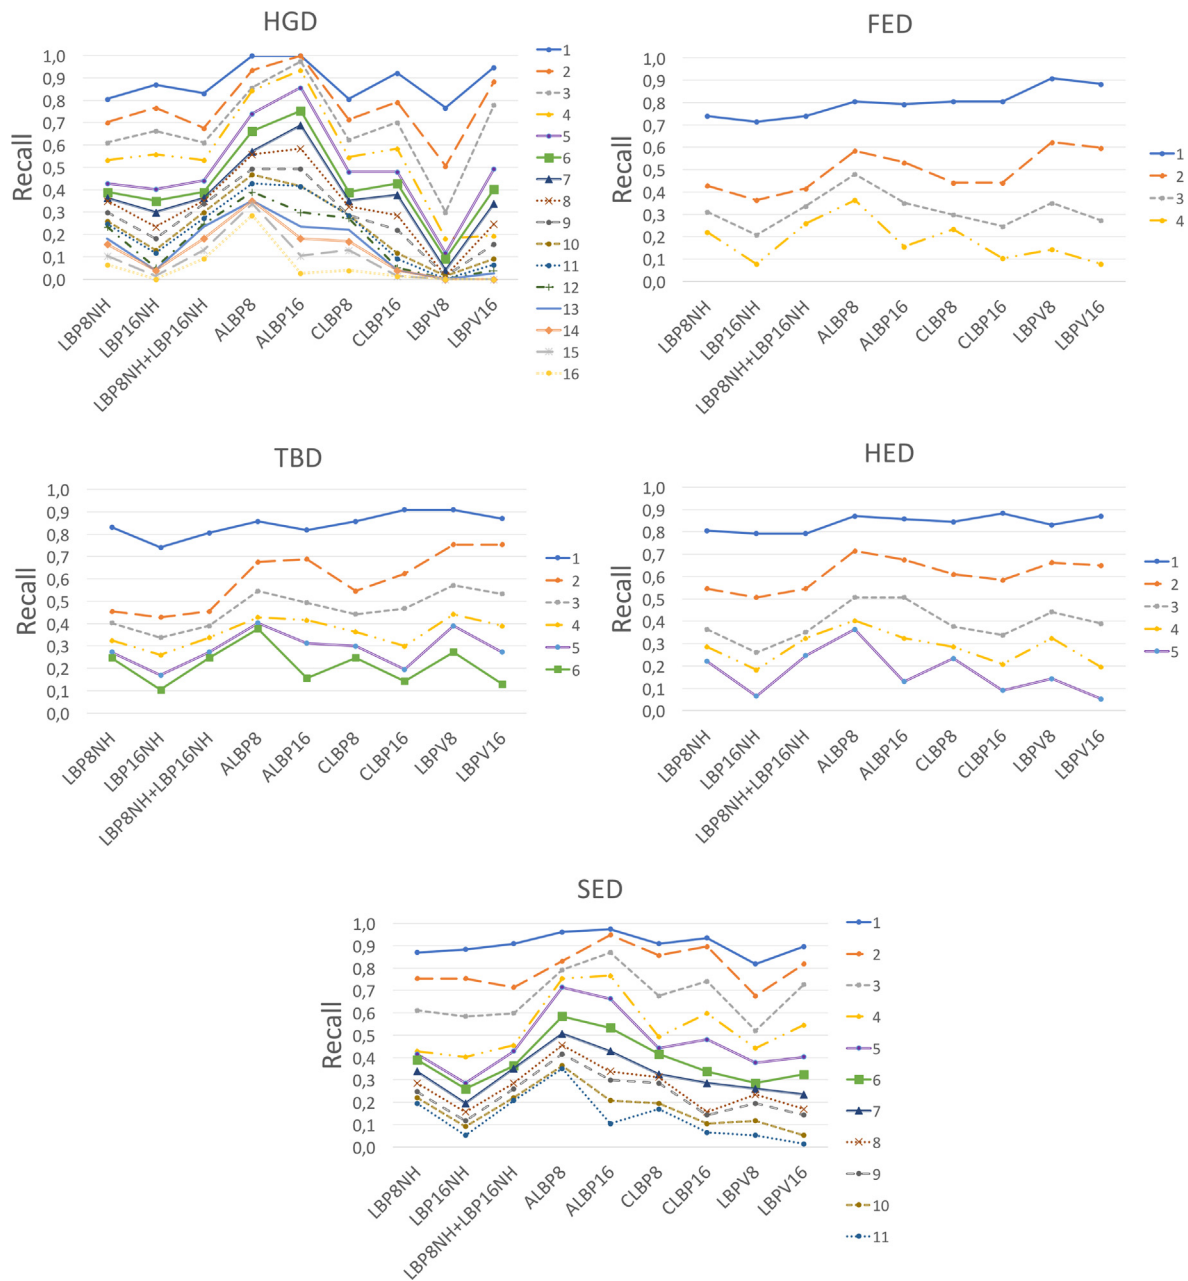 HGD
Recall
1,0
0,9
0,8
0,7
0,6
0,5
0,4
0,3
0,2
0,1
0,0
LBP8NH
LBP16NH
LBP8NH+LBP16NH
ALBP8
ALBP16
CLBP8
CLBP16
LBPV8
LBPV16
1
2
3
4
5
6
7
8
9
10
11
12
13
14
15
16
FED
Recall
1,0
0,9
0,8
0,7
0,6
0,5
0,4
0,3
0,2
0,1
0,0
LBP8NH
LBP16NH
LBP8NH+LBP16NH
ALBP8
ALBP16
CLBP8
CLBP16
LBPV8
LBPV16
1
2
3
4
TBD
Recall
1,0
0,9
0,8
0,7
0,6
0,5
0,4
0,3
0,2
0,1
0,0
LBP8NH
LBP16NH
LBP8NH+LBP16NH
ALBP8
ALBP16
CLBP8
CLBP16
LBPV8
LBPV16
1
2
3
4
5
6
HED
Recall
1,0
0,9
0,8
0,7
0,6
0,5
0,4
0,3
0,2
0,1
0,0
LBP8NH
LBP16NH
LBP8NH+LBP16NH
ALBP8
ALBP16
CLBP8
CLBP16
LBPV8
LBPV16
1
2
3
4
5
SED
Recall
1,0
0,9
0,8
0,7
0,6
0,5
0,4
0,3
0,2
0,1
0,0
LBP8NH
LBP16NH
LBP8NH+LBP16NH
ALBP8
ALBP16
CLBP8
CLBP16
LBPV8
LBPV16
1
2
3
4
5
6
7
8
9
10
11